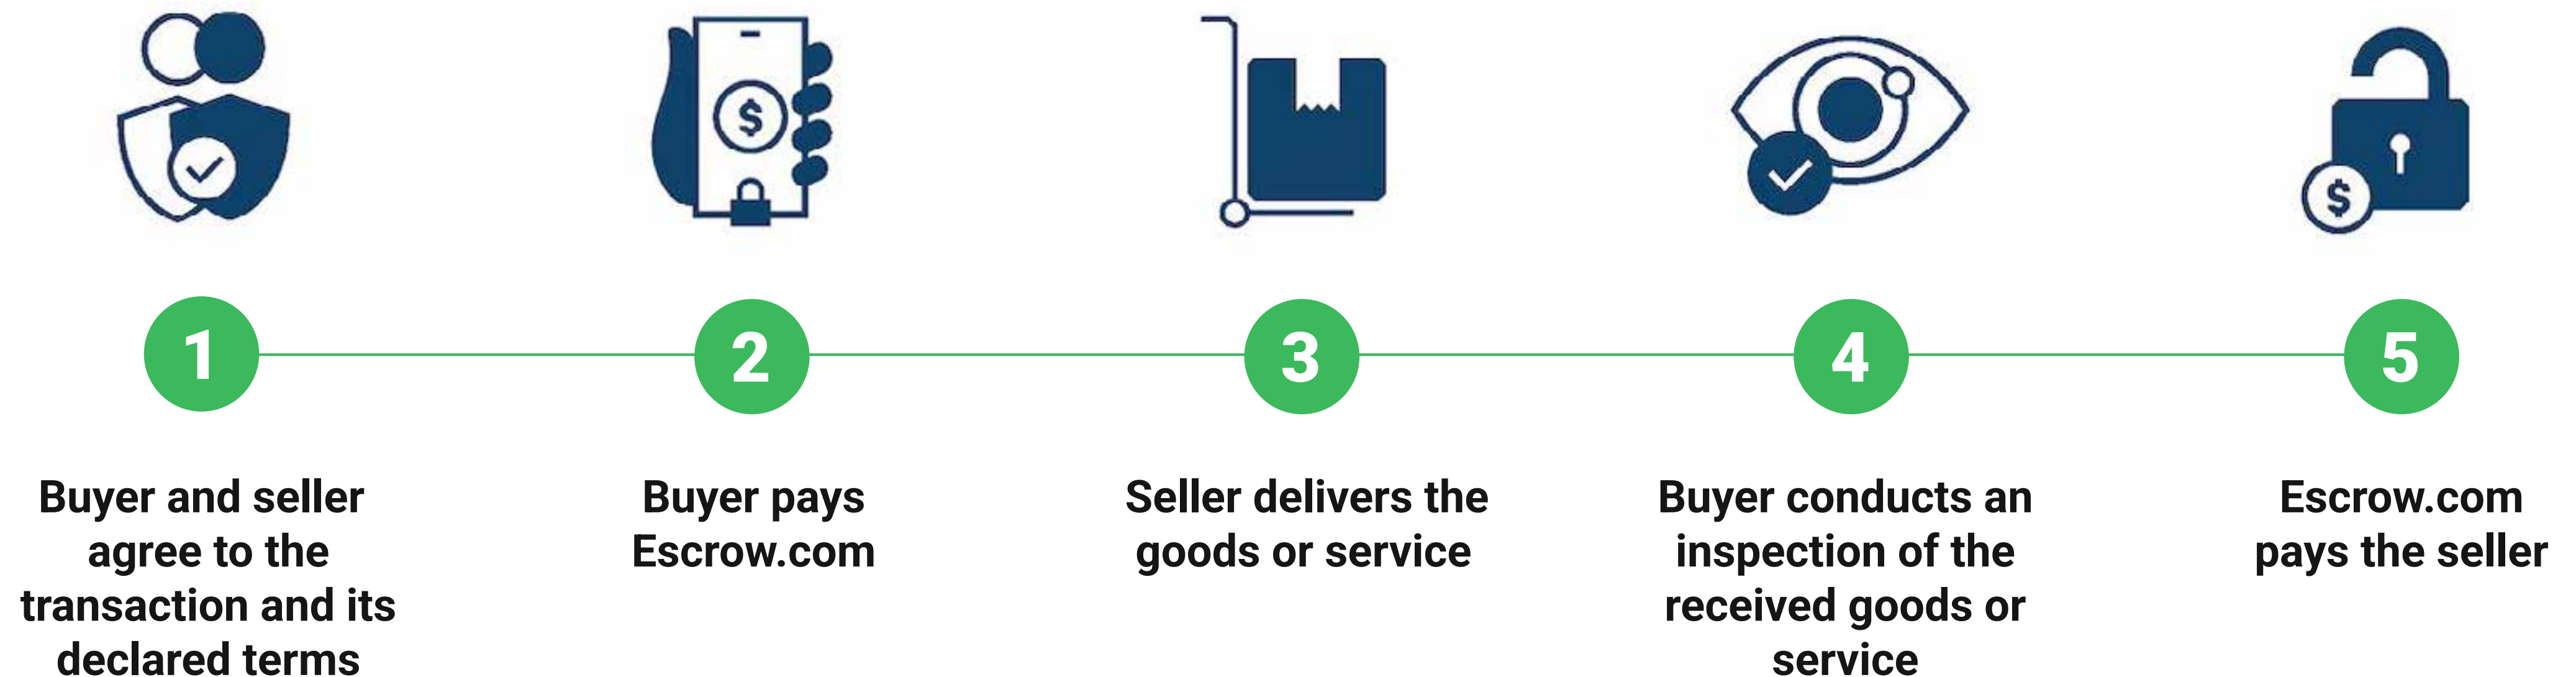 1
Buyer and seller
agree to the
transaction and its
declared terms
2
Buyer pays
Escrow.com
3
Seller delivers the
goods or service
4
Buyer conducts an
inspection of the
received goods or
service
5
Escrow.com
pays the seller
$
$